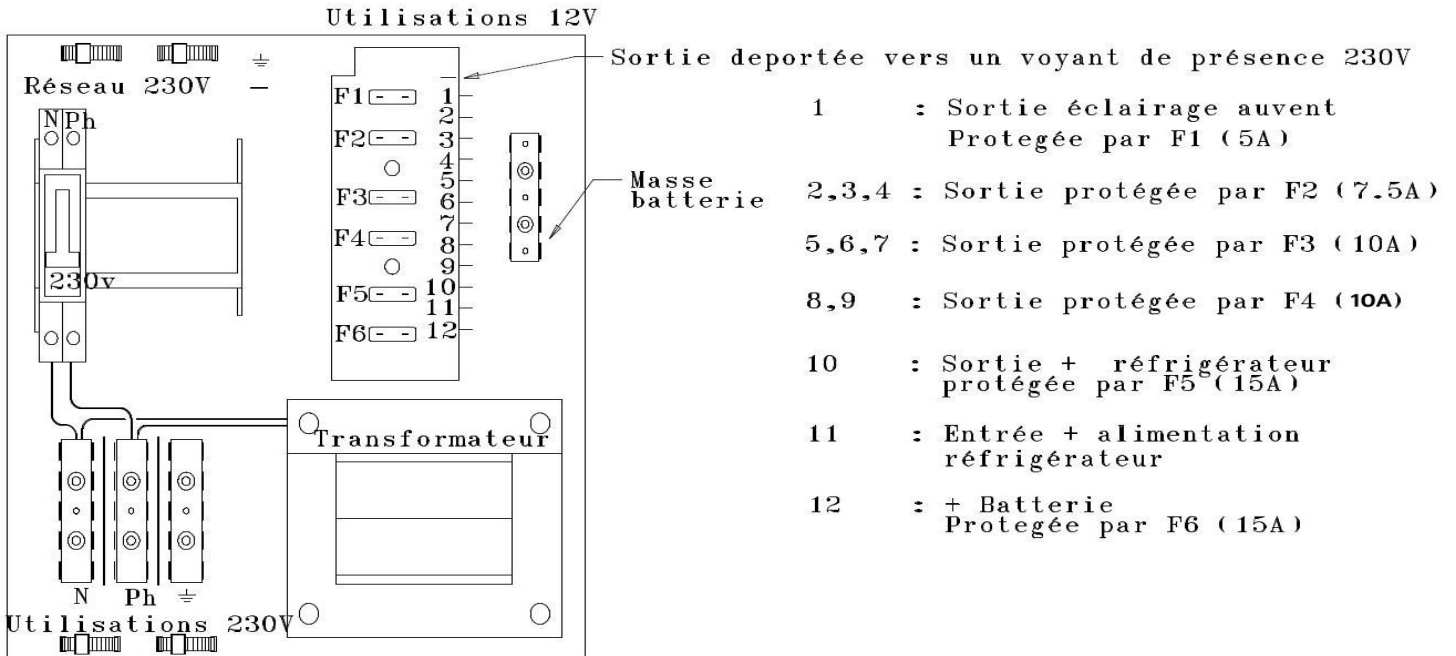 Utilisations 12V
Sortie deportée vers un voyant de présence 230V
Réseau 230V
N Ph
230v
F1
F2
F3
F4
F5
F6
1
2
3
4
5
6
7
8
9
10
11
12
Masse
batterie
1 : Sortie éclairage auvent
Protegée par F1 (5A)
2,3,4 : Sortie protégée par F2 (7.5A)
5,6,7 : Sortie protégée par F3 (10A)
8,9 : Sortie protégée par F4 (10A)
10 : Sortie + réfrigérateur
protégée par F5 (15A)
11 : Entrée + alimentation
réfrigérateur
12 : + Batterie
Protegée par F6 (15A)
Transformateur
N Ph
Utilisations 230V